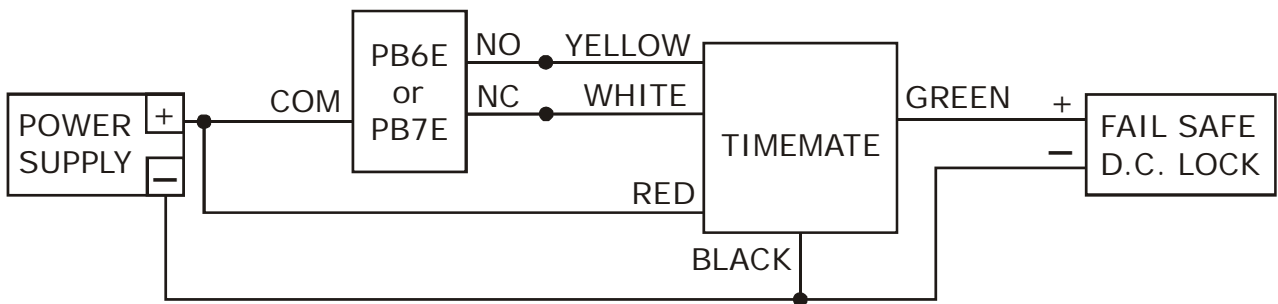 POWER
SUPPLY
+
−
COM
PB6E
or
PB7E
NO
YELLOW
NC
WHITE
RED
TIMEMATE
BLACK
GREEN
+
−
FAIL SAFE
D.C. LOCK